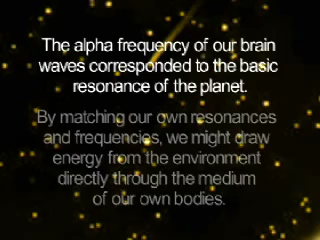 The alpha frequency of our brain
waves corresponded to the basic
resonance of the planet.
By matching our own resonances
and frequencies, we might draw
energy from the environment
directly through the medium
of our own bodies.